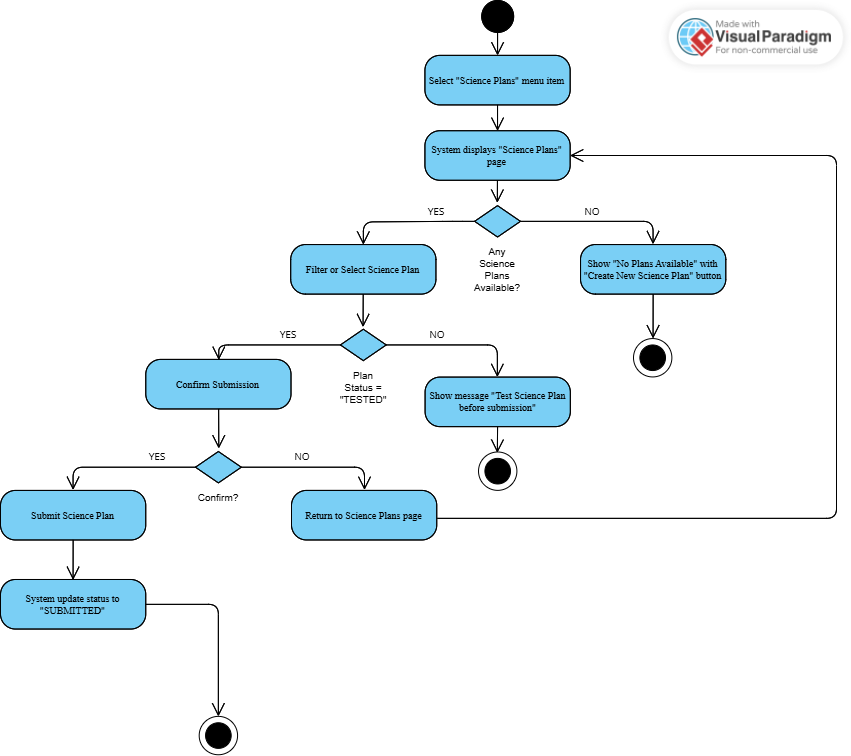 Made with
Visual Paradigm
For non-commercial use
Select "Science Plans" menu item
System displays "Science Plans"
page
YES
NO
Any
Science
Plans
Available?
Filter or Select Science Plan
Show "No Plans Available" with
"Create New Science Plan" button
YES
NO
Plan
Status =
"TESTED"
Confirm Submission
Show message "Test Science Plan
before submission"
YES
NO
Confirm?
Submit Science Plan
Return to Science Plans page
System update status to
"SUBMITTED"